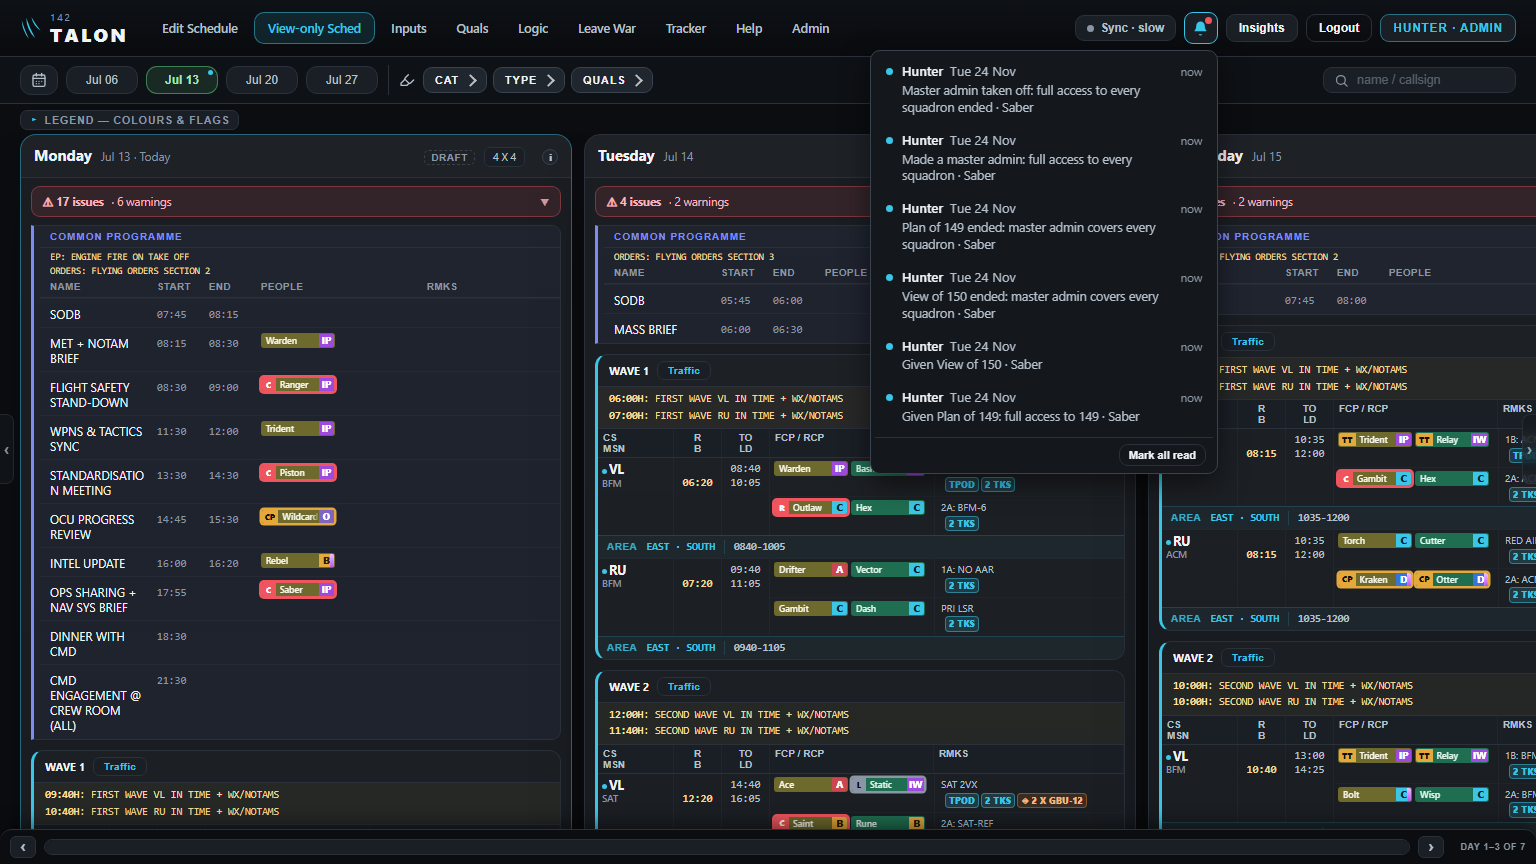 142
TALON
Edit Schedule
View-only Sched
Inputs
Quals
Logic
Leave War
Tracker
Help
Admin
Sync · slow
Insights
Logout
HUNTER · ADMIN
Jul 06
Jul 13
Jul 20
Jul 27
CAT
TYPE
QUALS
name / callsign
LEGEND — COLOURS & FLAGS
Monday Jul 13 · Today
DRAFT
4 X 4
i
17 issues · 6 warnings
COMMON PROGRAMME
EP: ENGINE FIRE ON TAKE OFF
ORDERS: FLYING ORDERS SECTION 2
NAME START END PEOPLE RMKS
SODB 07:45 08:15
MET + NOTAM 08:15 08:30 Warden IP
BRIEF
FLIGHT SAFETY 08:30 09:00 C Ranger IP
STAND-DOWN
WPNS & TACTICS 11:30 12:00 Trident IP
SYNC
STANDARDISATIO 13:30 14:30 C Piston IP
N MEETING
OCU PROGRESS 14:45 15:30 CP Wildcard O
REVIEW
INTEL UPDATE 16:00 16:20 Rebel B
OPS SHARING + 17:55 C Saber IP
NAV SYS BRIEF
DINNER WITH 18:30
CMD
CMD 21:30
ENGAGEMENT @
CREW ROOM
(ALL)
WAVE 1 Traffic
09:40H: FIRST WAVE VL IN TIME + WX/NOTAMS
10:40H: FIRST WAVE RU IN TIME + WX/NOTAMS
Tuesday Jul 14
4 issues · 2 warnings
COMMON PROGRAMME
ORDERS: FLYING ORDERS SECTION 3
NAME START END PEOPLE
SODB 05:45 06:00
MASS BRIEF 06:00 06:30
WAVE 1 Traffic
06:00H: FIRST WAVE VL IN TIME + WX/NOTAMS
07:00H: FIRST WAVE RU IN TIME + WX/NOTAMS
CS R TO FCP / RCP
MSN B LD
VL 08:40 Warden IP
BFM 06:20 10:05 TPOD 2 TKS
R Outlaw C Hex C 2A: BFM-6
2 TKS
AREA EAST · SOUTH 0840-1005
RU 09:40 Drifter A Vector C 1A: NO AAR
BFM 07:20 11:05 2 TKS
Gambit C Dash C PRI LSR
2 TKS
AREA EAST · SOUTH 0940-1105
WAVE 2 Traffic
12:00H: SECOND WAVE VL IN TIME + WX/NOTAMS
11:40H: SECOND WAVE RU IN TIME + WX/NOTAMS
CS R TO FCP / RCP RMKS
MSN B LD
VL 14:40 Ace A L Static IW SAT 2VX
SAT 12:20 16:05 TPOD 2 TKS 2 X GBU-12
C Saint B Rune B 2A: SAT-REF
Hunter Tue 24 Nov now
Master admin taken off: full access to every
squadron ended · Saber
Hunter Tue 24 Nov now
Made a master admin: full access to every
squadron · Saber
Hunter Tue 24 Nov now
Plan of 149 ended: master admin covers every
squadron · Saber
Hunter Tue 24 Nov now
View of 150 ended: master admin covers every
squadron · Saber
Hunter Tue 24 Nov now
Given View of 150 · Saber
Hunter Tue 24 Nov now
Given Plan of 149: full access to 149 · Saber
Mark all read
day Jul 15
es · 2 warnings
ON PROGRAMME
FLYING ORDERS SECTION 2
START END PEOPLE
07:45 08:00
Traffic
FIRST WAVE VL IN TIME + WX/NOTAMS
FIRST WAVE RU IN TIME + WX/NOTAMS
R TO FCP / RCP RMKS
B LD
10:35 TT Trident IP TT Relay IW 1B:
08:15 12:00
C Gambit C Hex C 2A:
2 TKS
AREA EAST · SOUTH 1035-1200
RU 10:35 Torch C Cutter C RED AI
ACM 08:15 12:00 2 TKS
CP Kraken D CP Otter D 2A: AC
2 TKS
AREA EAST · SOUTH 1035-1200
WAVE 2 Traffic
10:00H: SECOND WAVE VL IN TIME + WX/NOTAMS
10:00H: SECOND WAVE RU IN TIME + WX/NOTAMS
CS R TO FCP / RCP RMKS
MSN B LD
VL 13:00 TT Trident IP TT Relay IW 1B: BFM
BFM 10:40 14:25 2 TKS
Bolt C Wisp C 2A: BFM
2 TKS
DAY 1–3 OF 7